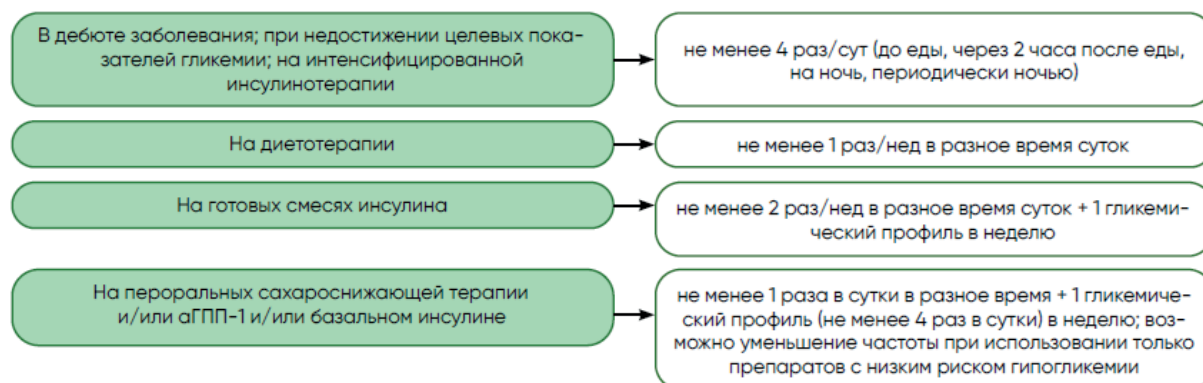 В дебюте заболевания; при недостижении целевых пока-
зателей гликемии; на интенсифицированной
инсулинотерапии
не менее 4 раз/сут (до еды, через 2 часа после еды,
на ночь, периодически ночью)
На диетотерапии
не менее 1 раз/нед в разное время суток
На готовых смесях инсулина
не менее 2 раз/нед в разное время суток + 1 гликеми-
ческий профиль в неделю
На пероральных сахароснижающей терапии
и/или аГПП-1 и/или базальном инсулине
не менее 1 раза в сутки в разное время + 1 гликемиче-
ский профиль (не менее 4 раз в сутки) в неделю; воз-
можно уменьшение частоты при использовании только
препаратов с низким риском гипогликемии